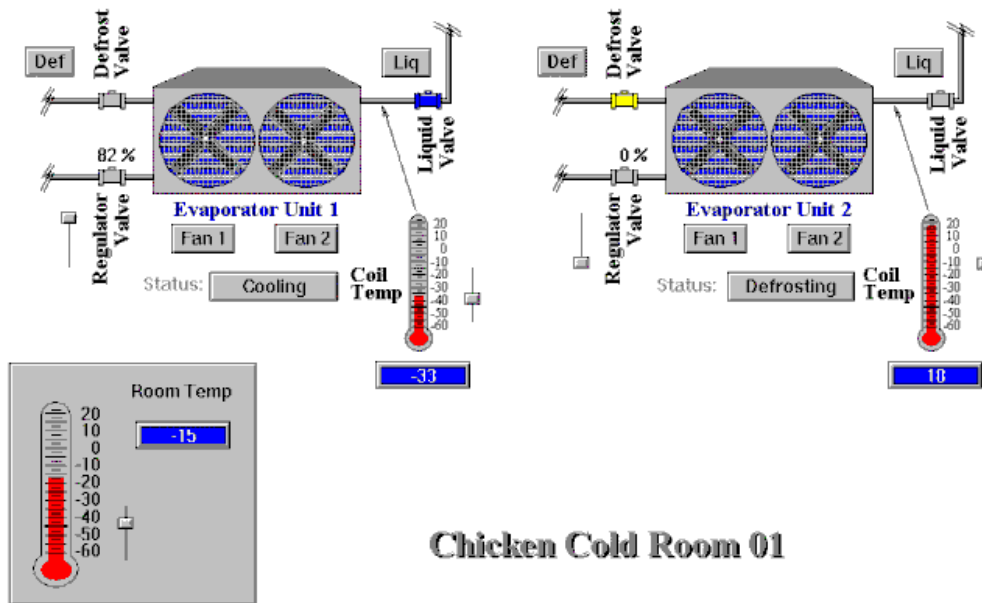 Def
Defrost
Valve
Liq
Liquid
Valve
82 %
Regulator
Valve
Evaporator Unit 1
Fan 1
Fan 2
Status:
Cooling
Coil
Temp
20
10
0
-10
-20
-30
-40
-50
-60
-33
Def
Defrost
Valve
Liq
Liquid
Valve
0 %
Regulator
Valve
Evaporator Unit 2
Fan 1
Fan 2
Status:
Defrosting
Coil
Temp
20
10
0
-10
-20
-30
-40
-50
-60
18
Room Temp
-15
20
10
0
-10
-20
-30
-40
-50
-60
Chicken Cold Room 01